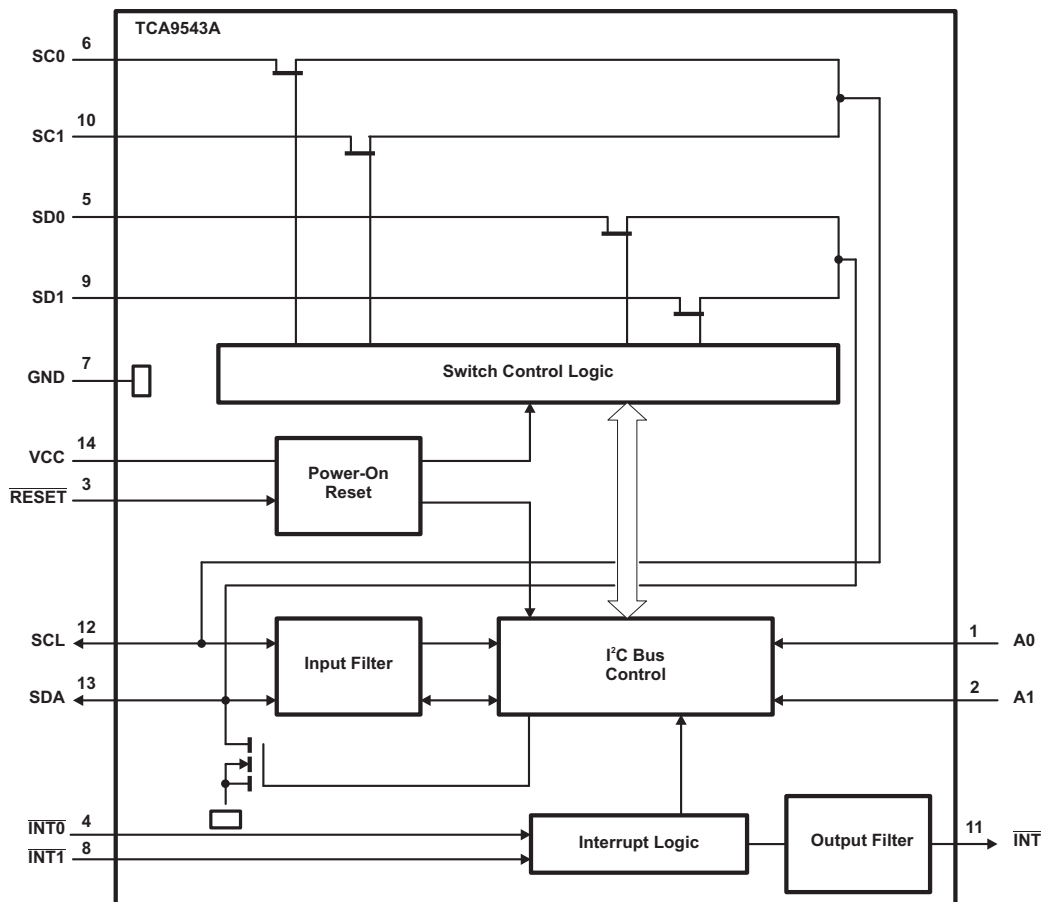 TCA9543A
6
SC0
10
SC1
5
SD0
9
SD1
7
GND
Switch Control Logic
14
VCC
3
RESET
Power-On
Reset
12
SCL
13
SDA
Input Filter
I²C Bus
Control
1
A0
2
A1
INT0
4
INT1
8
Interrupt Logic
Output Filter
11
INT